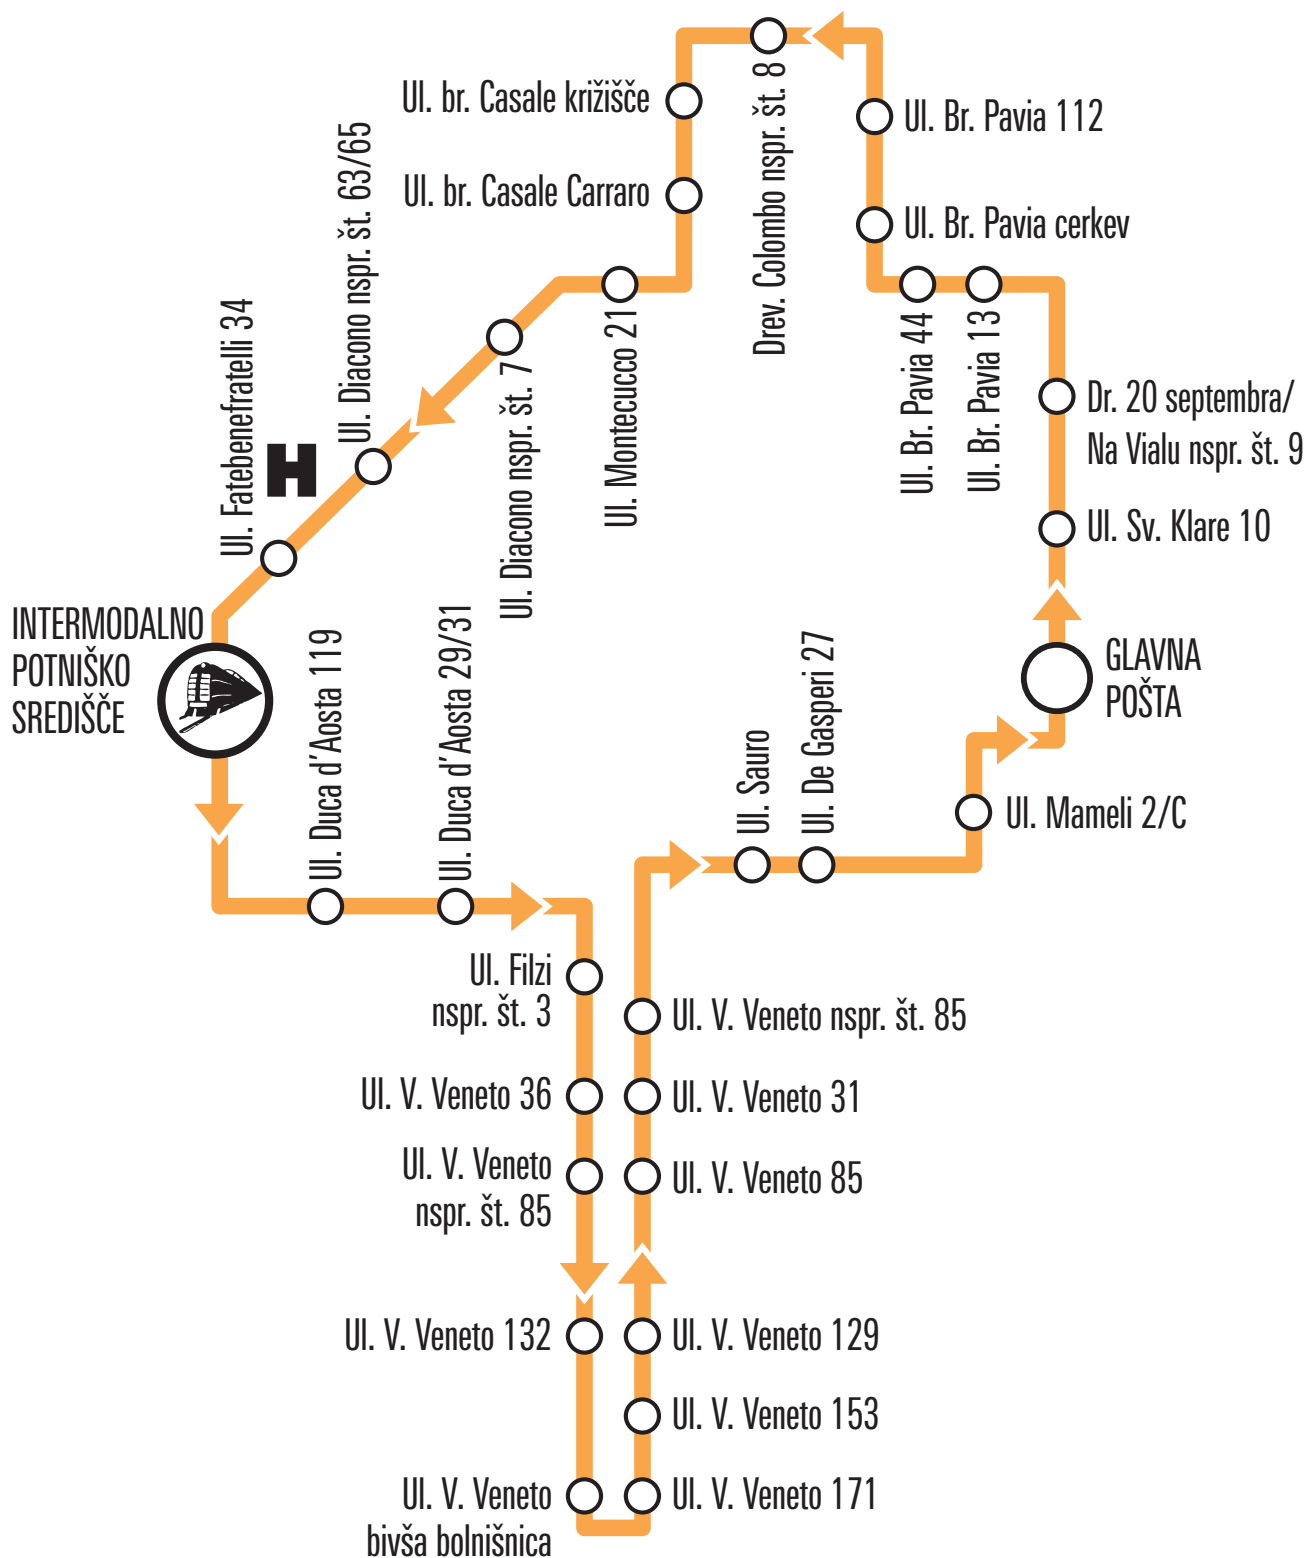 Ul. br. Casale križišče
Ul. br. Casale Carraro
Drev. Colombo nspr. št. 8
Ul. Br. Pavia 112
Ul. Br. Pavia cerkev
Ul. Br. Pavia 44
Ul. Br. Pavia 13
Dr. 20 septembra/
Na Vialu nspr. št. 9
Ul. Sv. Klare 10
Ul. Fatebenefratelli 34
H
Ul. Diacono nspr. št. 63/65
Ul. Diacono nspr. št. 7
Ul. Montecucco 21
INTERMODALNO
POTNIŠKO
SREDIŠČE
Ul. Duca d'Aosta 119
Ul. Duca d'Aosta 29/31
Ul. Sauro
Ul. De Gasperi 27
GLAVNA
POŠTA
Ul. Mameli 2/C
Ul. Filzi
nspr. št. 3
Ul. V. Veneto nspr. št. 85
Ul. V. Veneto 36
Ul. V. Veneto 31
Ul. V. Veneto
nspr. št. 85
Ul. V. Veneto 85
Ul. V. Veneto 132
Ul. V. Veneto 129
Ul. V. Veneto 153
Ul. V. Veneto
bivša bolnišnica
Ul. V. Veneto 171